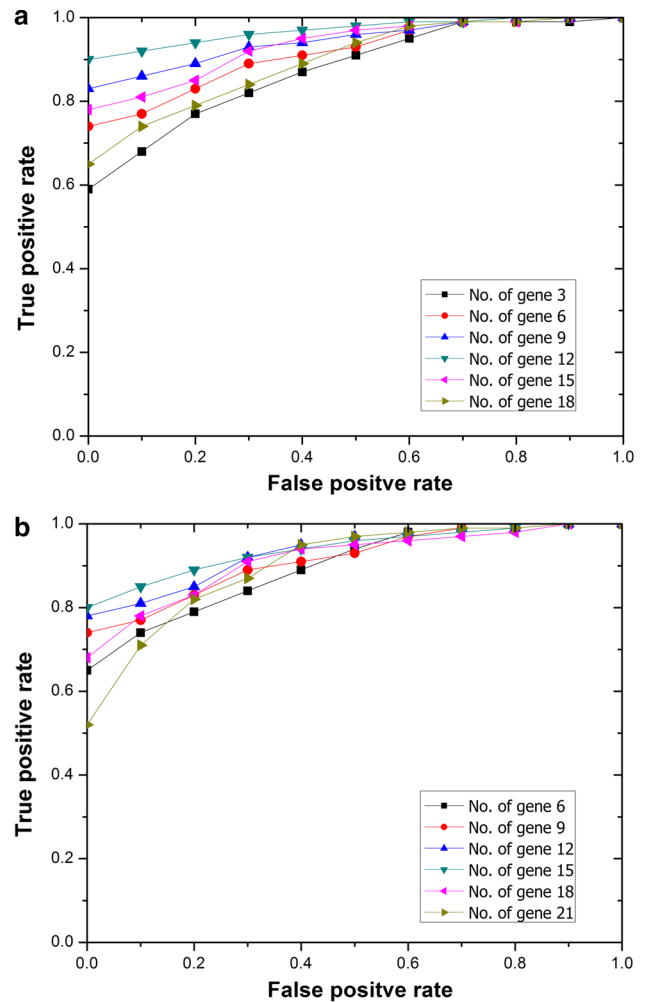 a
1.0
0.8
0.6
0.4
0.2
0.0
True positive rate
No. of gene 3
No. of gene 6
No. of gene 9
No. of gene 12
No. of gene 15
No. of gene 18
0.0 0.2 0.4 0.6 0.8 1.0
False positve rate
b
1.0
0.8
0.6
0.4
0.2
0.0
True positive rate
No. of gene 6
No. of gene 9
No. of gene 12
No. of gene 15
No. of gene 18
No. of gene 21
0.0 0.2 0.4 0.6 0.8 1.0
False positve rate